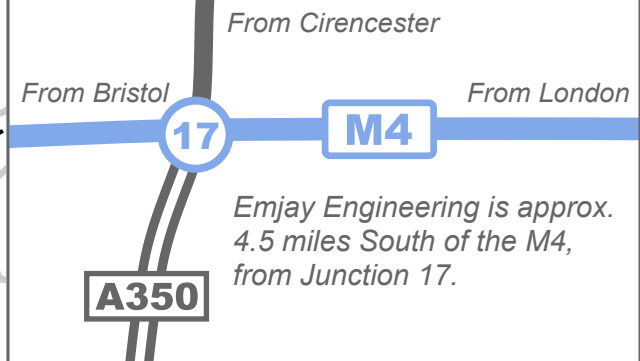 From Cirencester
From Bristol
From London
17
M4
Emjay Engineering is approx.
4.5 miles South of the M4,
from Junction 17.
A350